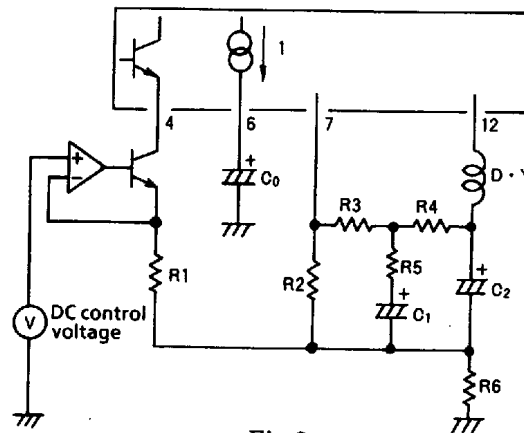 1
4
6
7
12
+
C0
D · Y
+
-
R3
R4
R1
R2
R5
+
C1
+
C2
V
DC control
voltage
R6